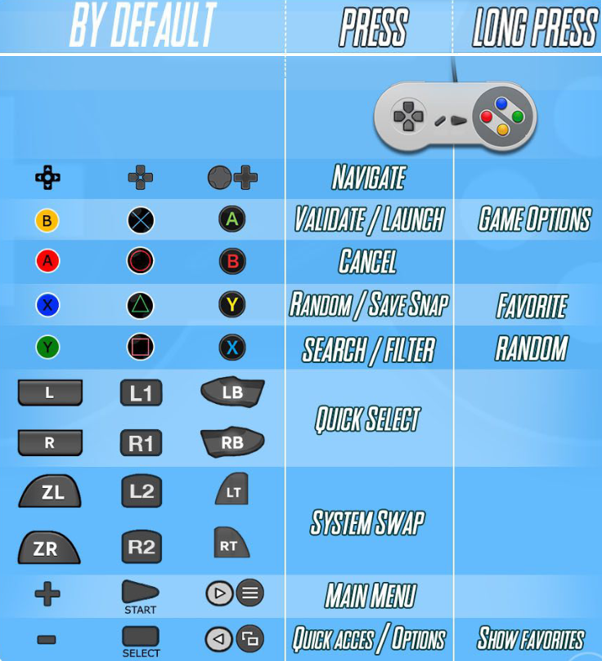 BY DEFAULT PRESS LONG PRESS
NAVIGATE
B A VALIDATE / LAUNCH GAME OPTIONS
A B CANCEL
X Y RANDOM / SAVE SNAP FAVORITE
Y X SEARCH / FILTER RANDOM
L L1 LB
QUICK SELECT
R R1 RB
ZL L2 LT
SYSTEM SWAP
ZR R2 RT
START MAIN MENU
SELECT QUICK ACCES / OPTIONS SHOW FAVORITES